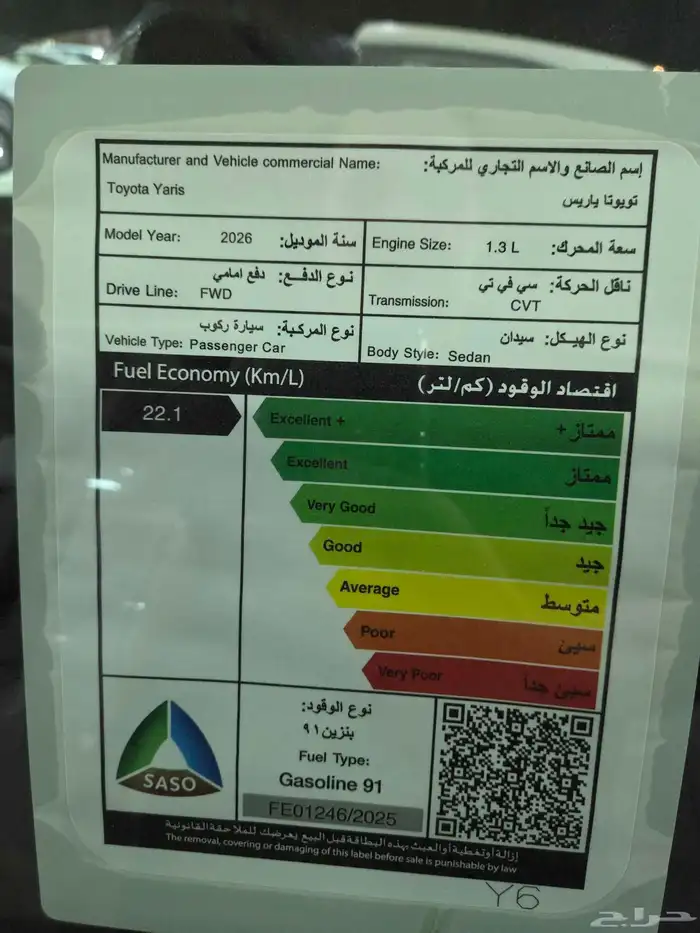 Manufacturer and Vehicle commercial Name: إسم الصانع والاسم التجاري للمركبة:
Toyota Yaris تويوتا ياريس
Model Year: 2026 سنة الموديل:
Engine Size: 1.3 L سعة المحرك:
نوع الدفع: دفع امامي
Drive Line: FWD
ناقل الحركة: سي في تي
Transmission: CVT
نوع المركبة: سيارة ركوب
Vehicle Type: Passenger Car
نوع الهيكل: سيدان
Body Style: Sedan
Fuel Economy (Km/L) اقتصاد الوقود (كم/لتر)
22.1
Excellent + ممتاز +
Excellent ممتاز
Very Good جيد جداً
Good جيد
Average متوسط
Poor سيئ
Very Poor سيئ جداً
SASO
نوع الوقود:
بنزين ٩١
Fuel Type:
Gasoline 91
FE01246/2025
إزالة أو تغطية أو العبث بهذه البطاقة قبل البيع يعرضك للملاحقة القانونية
The removal, covering or damaging of this label before sale is punishable by law
Y6
حراج